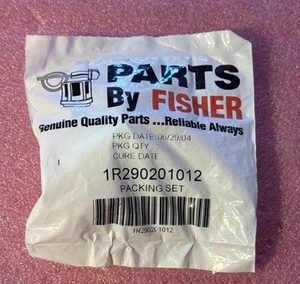 PARTS
By FISHER
Genuine Quality Parts ...Reliable Always
PKG DATE 06/29/04
PKG QTY
CURE DATE
1R290201012
PACKING SET
1R290201012